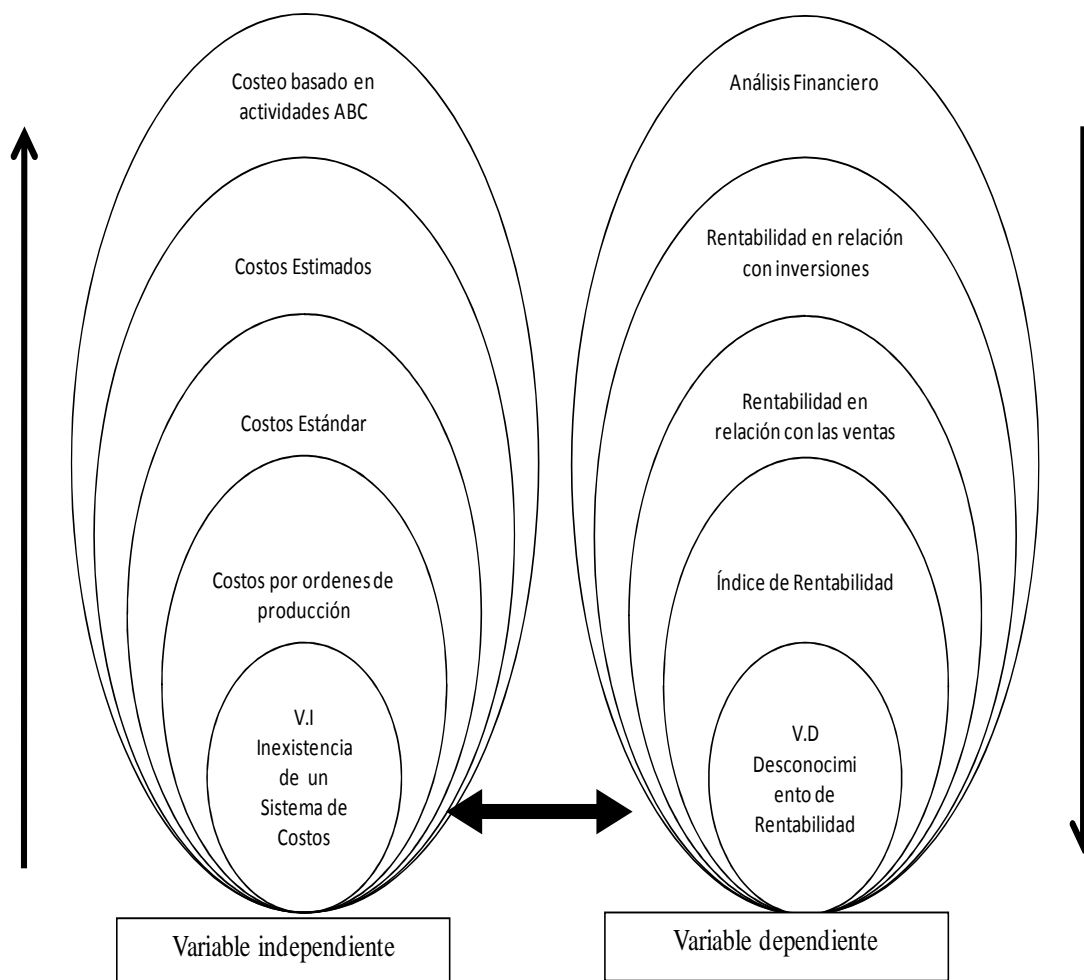 Costeo basado en
actividades ABC
Costos Estimados
Costos Estándar
Costos por ordenes de
producción
V.I
Inexistencia
de un
Sistema de
Costos
Variable independiente
Análisis Financiero
Rentabilidad en relación
con inversiones
Rentabilidad en
relación con las ventas
Índice de Rentabilidad
V.D
Desconocimi
ento de
Rentabilidad
Variable dependiente